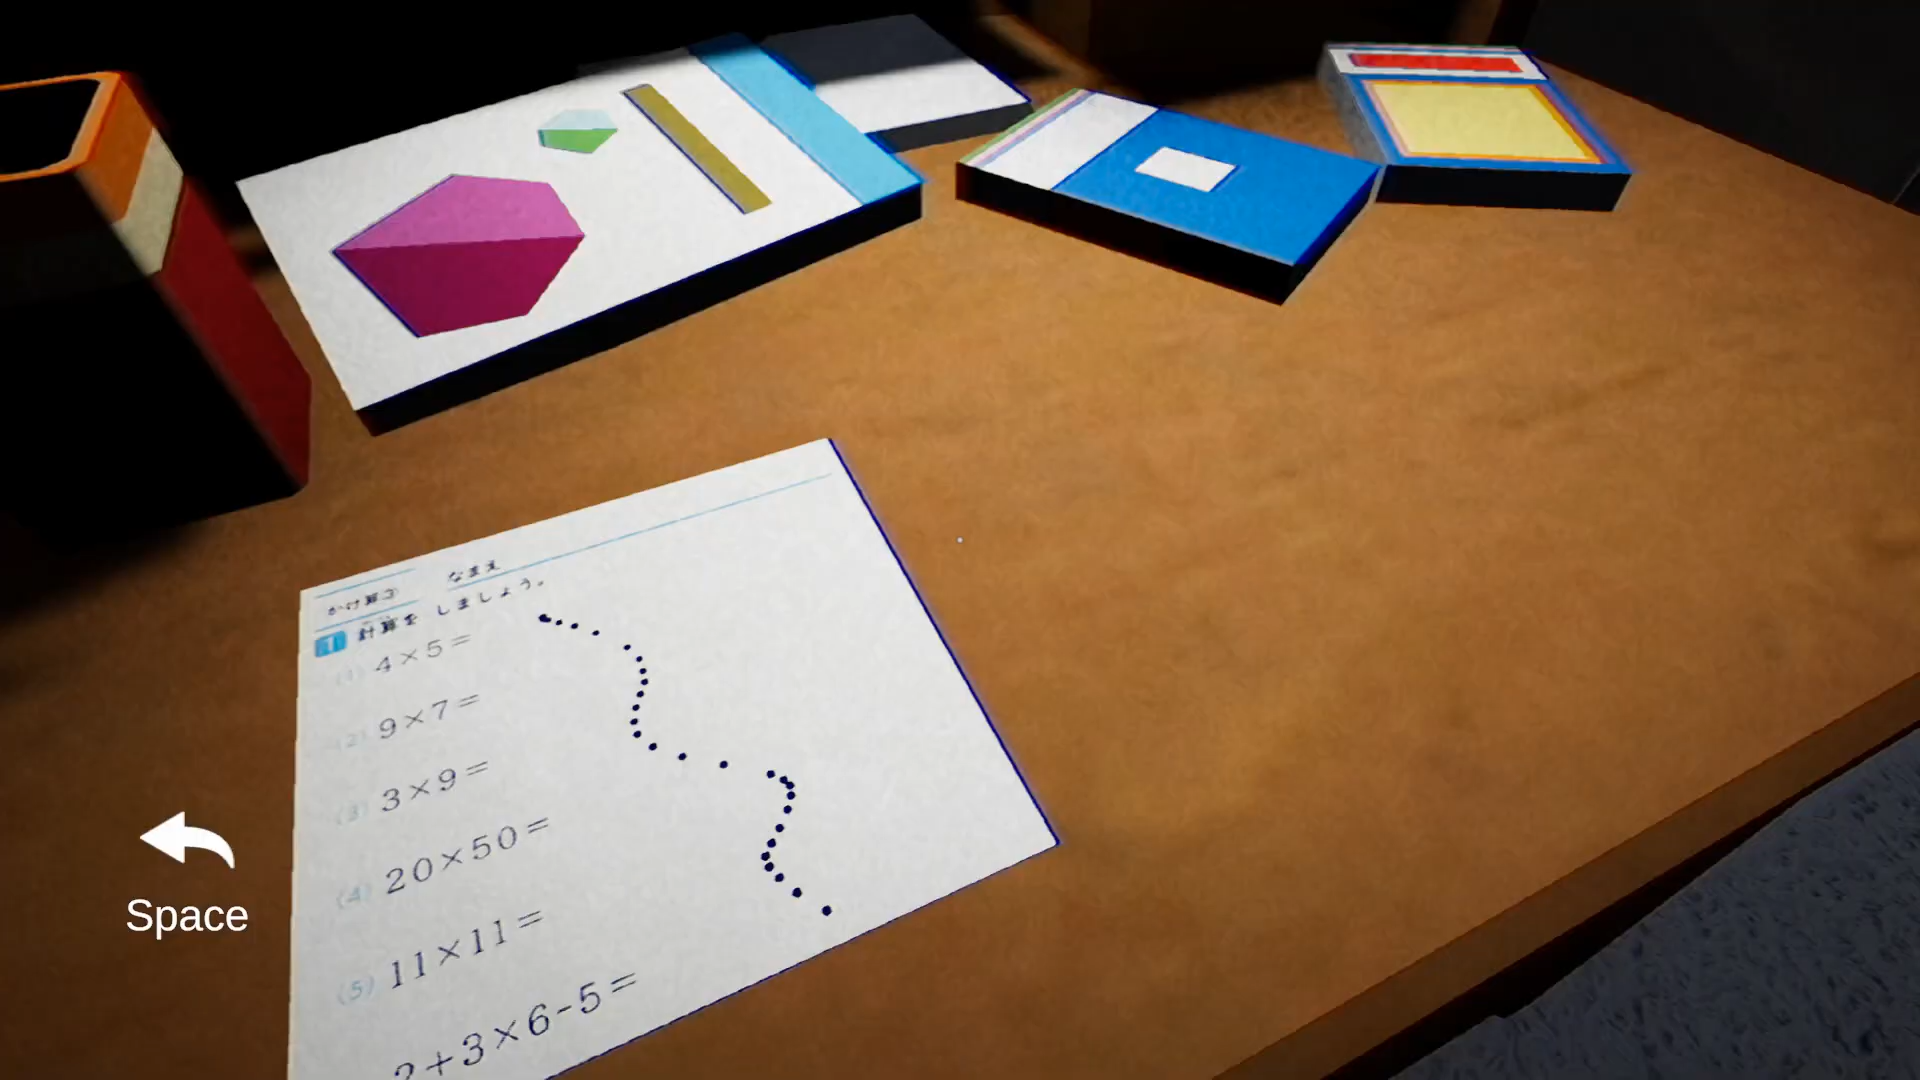 なまえ
かけ算③
1 計算を しましょう。
(1) 4×5=
(2) 9×7=
(3) 3×9=
(4) 20×50=
(5) 11×11=
2+3×6-5=
Space